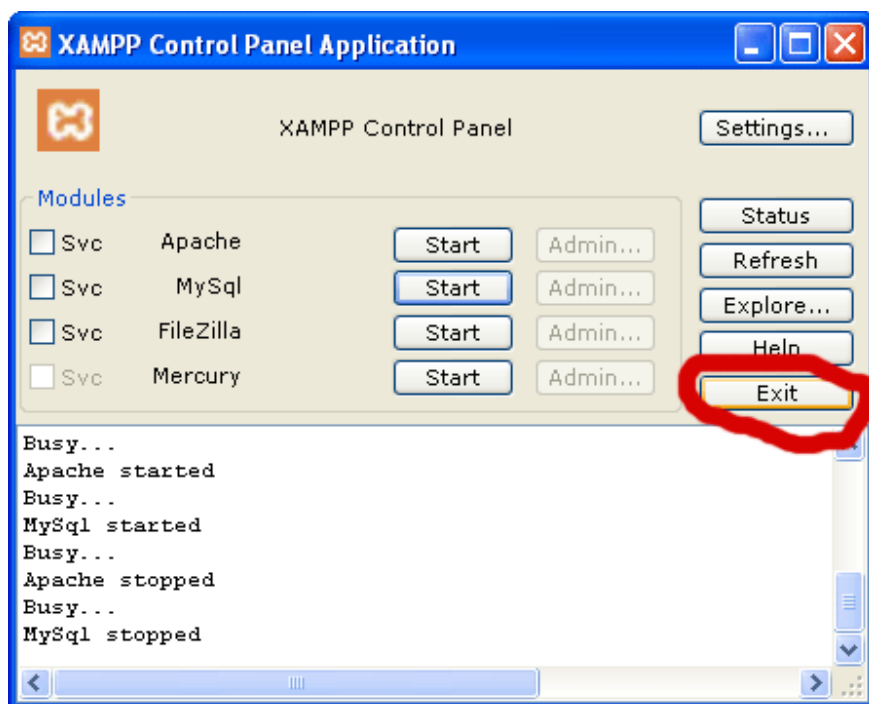 XAMPP Control Panel Application
XAMPP Control Panel
Settings...
Modules
Svc Apache Start Admin...
Svc MySql Start Admin...
Svc FileZilla Start Admin...
Svc Mercury Start Admin...
Status
Refresh
Explore...
Help
Exit
Busy...
Apache started
Busy...
MySql started
Busy...
Apache stopped
Busy...
MySql stopped